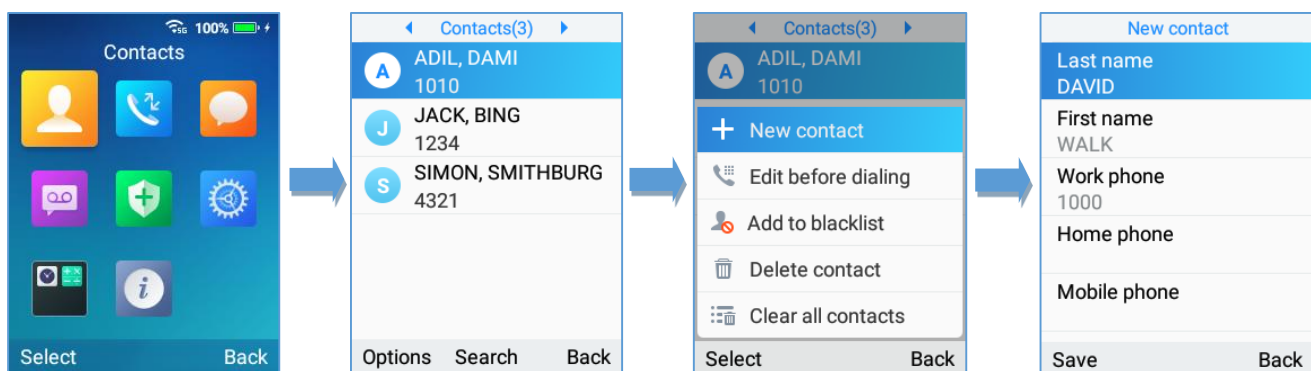 5G 100%
Contacts
Select Back
Contacts(3)
A ADIL, DAMI
1010
J JACK, BING
1234
S SIMON, SMITHBURG
4321
Options Search Back
Contacts(3)
A ADIL, DAMI
1010
New contact
Edit before dialing
Add to blacklist
Delete contact
Clear all contacts
Select Back
New contact
Last name
DAVID
First name
WALK
Work phone
1000
Home phone
Mobile phone
Save Back